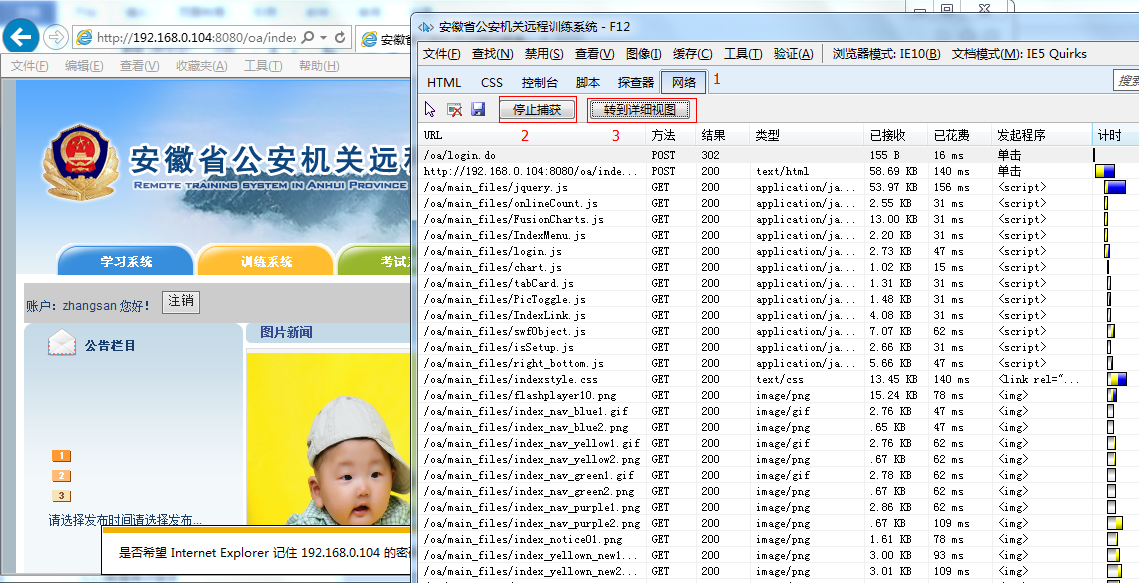 安徽省公安机关远程训练系统 - F12
http://192.168.0.104:8080/oa/inde:
安徽省
文件(F) 编辑(E) 查看(V) 收藏夹(A) 工具(T) 帮助(H)
文件(F) 查找(N) 禁用(S) 查看(V) 图像(I) 缓存(C) 工具(T) 验证(A) 浏览器模式: IE10(B) 文档模式(M): IE5 Quirks
HTML CSS 控制台 脚本 探查器 网络 1 搜索
停止捕获 转到详细视图
2 3
安徽省公安机关远程
REMOTE TRAINING SYSTEM IN ANHUI PROVINCE
学习系统 训练系统 考试
账户：zhangsan 您好！ 注销
公告栏目
图片新闻
1
2
3
请选择发布时间请选择发布...
是否希望 Internet Explorer 记住 192.168.0.104 的密
URL 方法 结果 类型 已接收 已花费 发起程序 计时
/oa/login.do POST 302 155 B 16 ms 单击
http://192.168.0.104:8080/oa/inde... POST 200 text/html 58.69 KB 140 ms 单击
/oa/main_files/jquery.js GET 200 application/ja... 53.97 KB 156 ms <script>
/oa/main_files/onlineCount.js GET 200 application/ja... 2.55 KB 31 ms <script>
/oa/main_files/FusionCharts.js GET 200 application/ja... 13.00 KB 31 ms <script>
/oa/main_files/IndexMenu.js GET 200 application/ja... 2.20 KB 31 ms <script>
/oa/main_files/login.js GET 200 application/ja... 2.73 KB 47 ms <script>
/oa/main_files/chart.js GET 200 application/ja... 1.02 KB 15 ms <script>
/oa/main_files/tabCard.js GET 200 application/ja... 1.31 KB 31 ms <script>
/oa/main_files/PicToggle.js GET 200 application/ja... 1.48 KB 31 ms <script>
/oa/main_files/IndexLink.js GET 200 application/ja... 4.08 KB 31 ms <script>
/oa/main_files/swfObject.js GET 200 application/ja... 7.07 KB 62 ms <script>
/oa/main_files/isSetup.js GET 200 application/ja... 2.66 KB 31 ms <script>
/oa/main_files/right_bottom.js GET 200 application/ja... 5.66 KB 47 ms <script>
/oa/main_files/indexstyle.css GET 200 text/css 13.45 KB 140 ms <link rel="...
/oa/main_files/flashplayer10.png GET 200 image/png 15.24 KB 78 ms <img>
/oa/main_files/index_nav_blue1.gif GET 200 image/gif 2.76 KB 47 ms <img>
/oa/main_files/index_nav_blue2.png GET 200 image/png .65 KB 47 ms <img>
/oa/main_files/index_nav_yellow1.gif GET 200 image/gif 2.76 KB 62 ms <img>
/oa/main_files/index_nav_yellow2.png GET 200 image/png .67 KB 62 ms <img>
/oa/main_files/index_nav_green1.gif GET 200 image/gif 2.78 KB 62 ms <img>
/oa/main_files/index_nav_green2.png GET 200 image/png .67 KB 62 ms <img>
/oa/main_files/index_nav_purple1.png GET 200 image/png 2.86 KB 62 ms <img>
/oa/main_files/index_nav_purple2.png GET 200 image/png .67 KB 109 ms <img>
/oa/main_files/index_notice01.png GET 200 image/png 1.61 KB 78 ms <img>
/oa/main_files/index_yellown_new1... GET 200 image/png 3.00 KB 93 ms <img>
/oa/main_files/index_yellown_new2... GET 200 image/png 3.01 KB 109 ms <img>